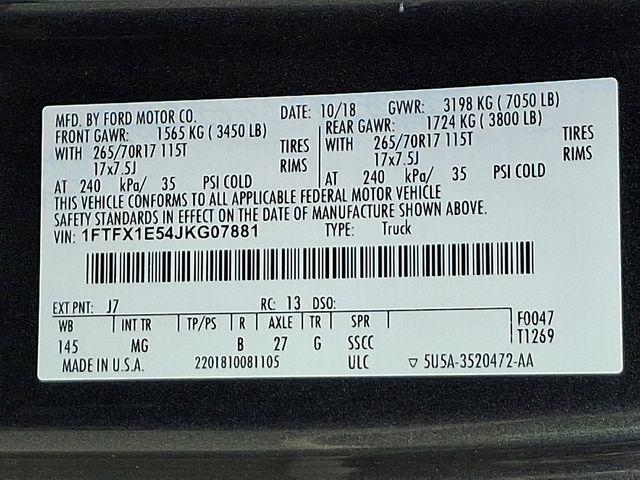 MFD. BY FORD MOTOR CO. DATE: 10/18 GVWR: 3198 KG ( 7050 LB)
FRONT GAWR: 1565 KG ( 3450 LB) REAR GAWR: 1724 KG ( 3800 LB)
WITH 265/70R17 115T TIRES WITH 265/70R17 115T TIRES
17x7.5J RIMS 17x7.5J RIMS
AT 240 kPa/ 35 PSI COLD AT 240 kPa/ 35 PSI COLD
THIS VEHICLE CONFORMS TO ALL APPLICABLE FEDERAL MOTOR VEHICLE
SAFETY STANDARDS IN EFFECT ON THE DATE OF MANUFACTURE SHOWN ABOVE.
VIN: 1FTFX1E54JKG07881 TYPE: Truck
EXT PNT: J7 RC: 13 DSO:
WB INT TR TP/PS R AXLE TR SPR F0047
145 MG B 27 G SSCC T1269
MADE IN U.S.A. 2201810081105 ULC ▽ 5U5A-3520472-AA